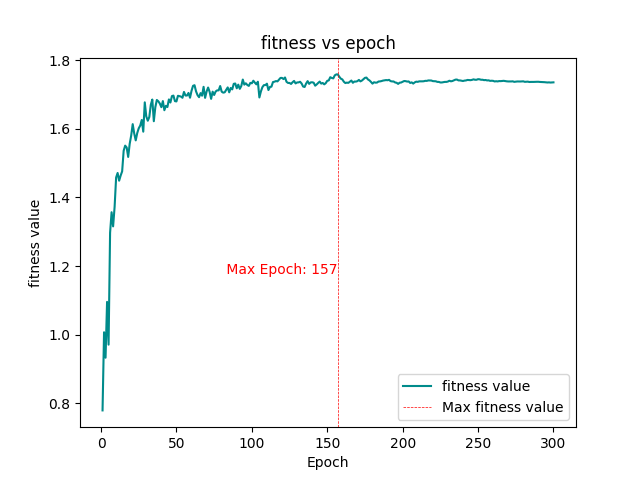 fitness vs epoch
1.8
1.6
1.4
1.2
1.0
0.8
fitness value
Max Epoch: 157
fitness value
Max fitness value
0 50 100 150 200 250 300
Epoch